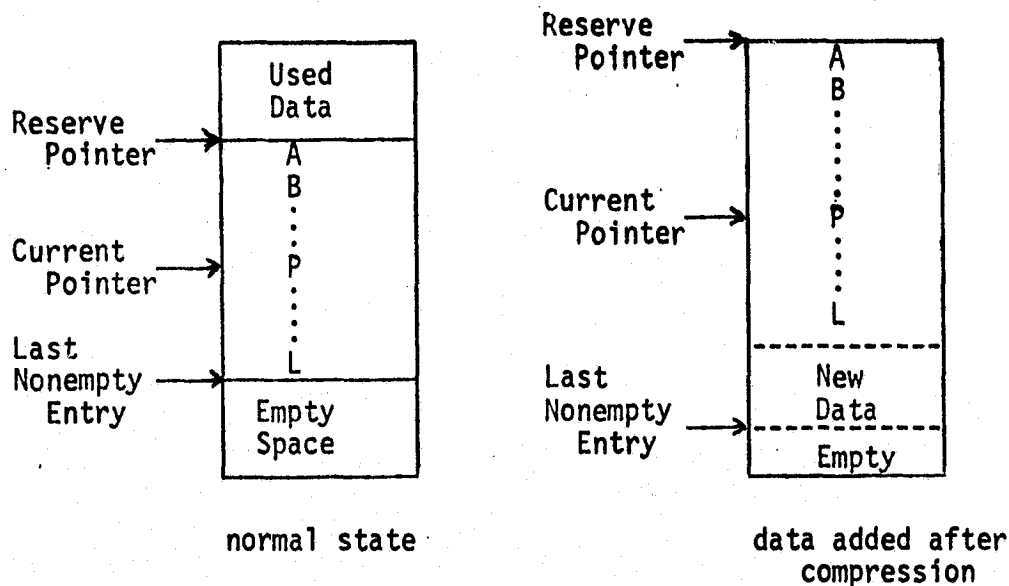 Used
Data
Reserve
Pointer
A
B
Current
Pointer
P
Last
Nonempty
Entry
L
Empty
Space
normal state
Reserve
Pointer
A
B
Current
Pointer
P
L
Last
Nonempty
Entry
New
Data
Empty
data added after
compression